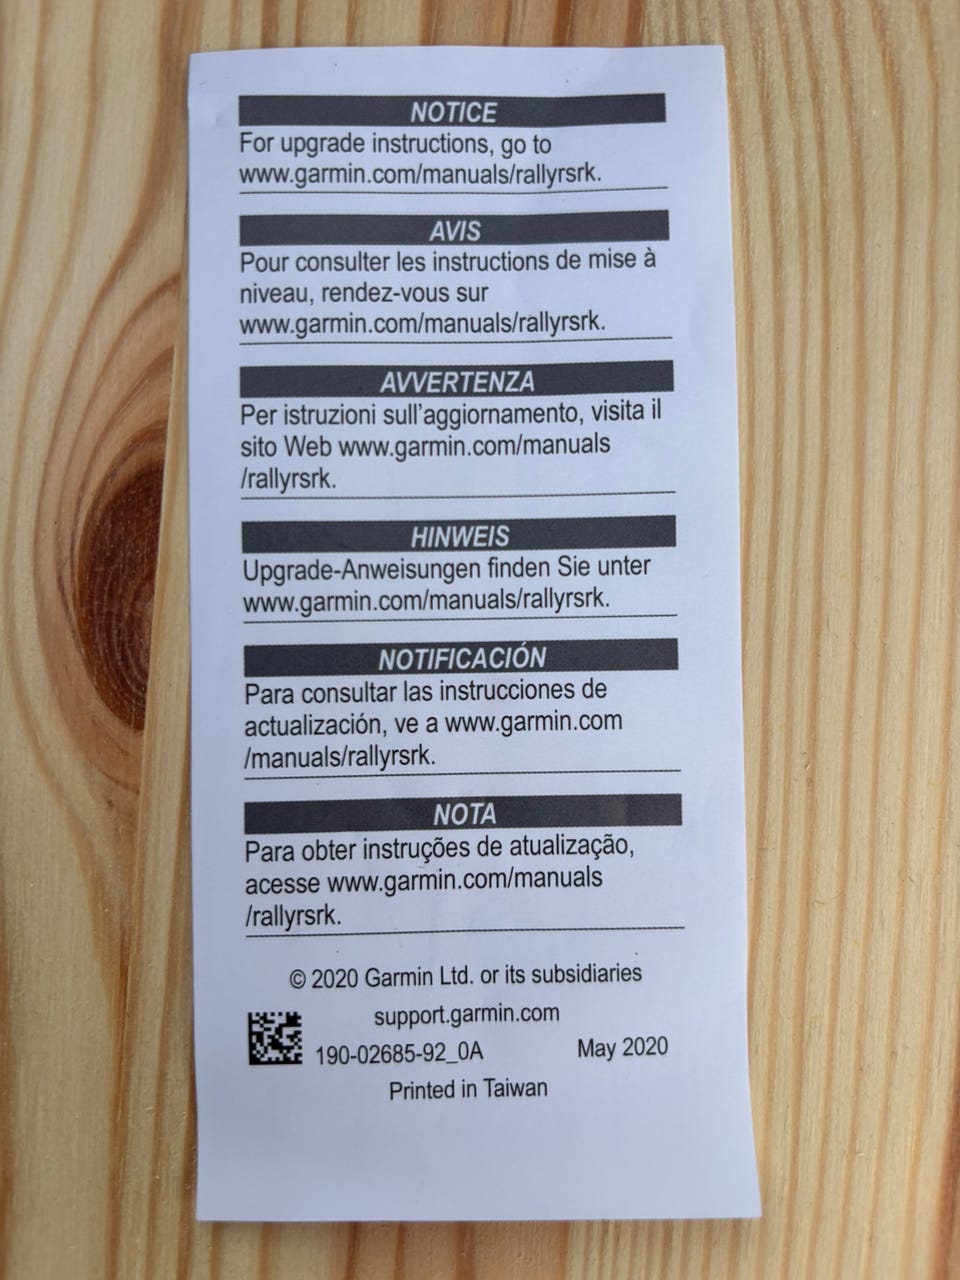 NOTICE
For upgrade instructions, go to
www.garmin.com/manuals/rallyrsrk.
AVIS
Pour consulter les instructions de mise à
niveau, rendez-vous sur
www.garmin.com/manuals/rallyrsrk.
AVVERTENZA
Per istruzioni sull'aggiornamento, visita il
sito Web www.garmin.com/manuals
/rallyrsrk.
HINWEIS
Upgrade-Anweisungen finden Sie unter
www.garmin.com/manuals/rallyrsrk.
NOTIFICACIÓN
Para consultar las instrucciones de
actualización, ve a www.garmin.com
/manuals/rallyrsrk.
NOTA
Para obter instruções de atualização,
acesse www.garmin.com/manuals
/rallyrsrk.
© 2020 Garmin Ltd. or its subsidiaries
support.garmin.com
190-02685-92_0A May 2020
Printed in Taiwan